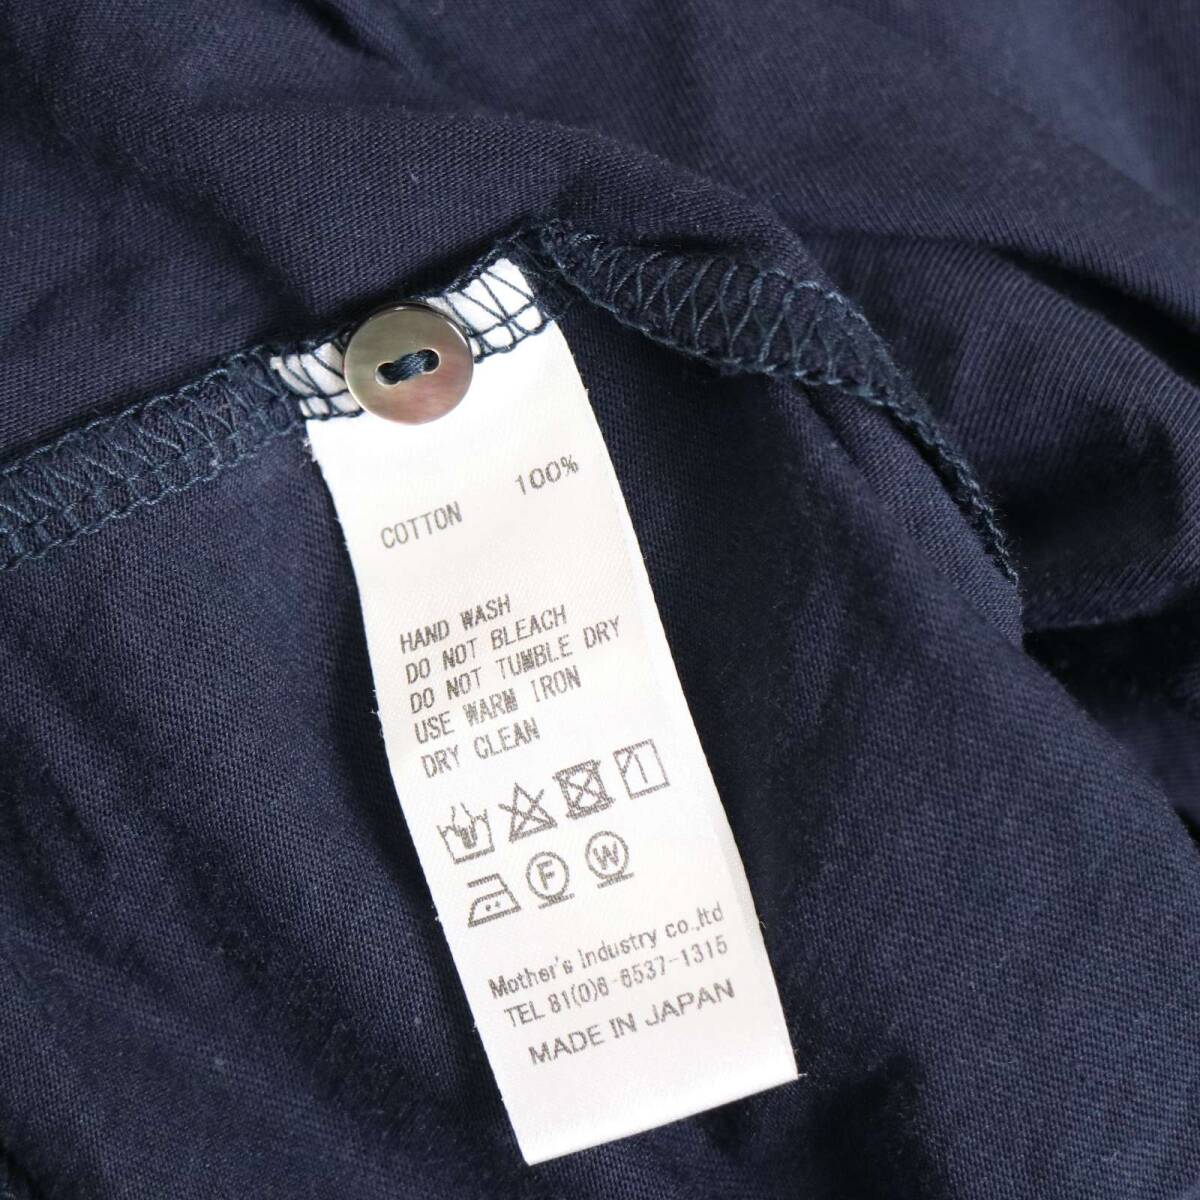 COTTON 100%
HAND WASH
DO NOT BLEACH
DO NOT TUMBLE DRY
USE WARM IRON
DRY CLEAN
F W
Mother's Industry co.,ltd
TEL 81(0)6-6537-1315
MADE IN JAPAN